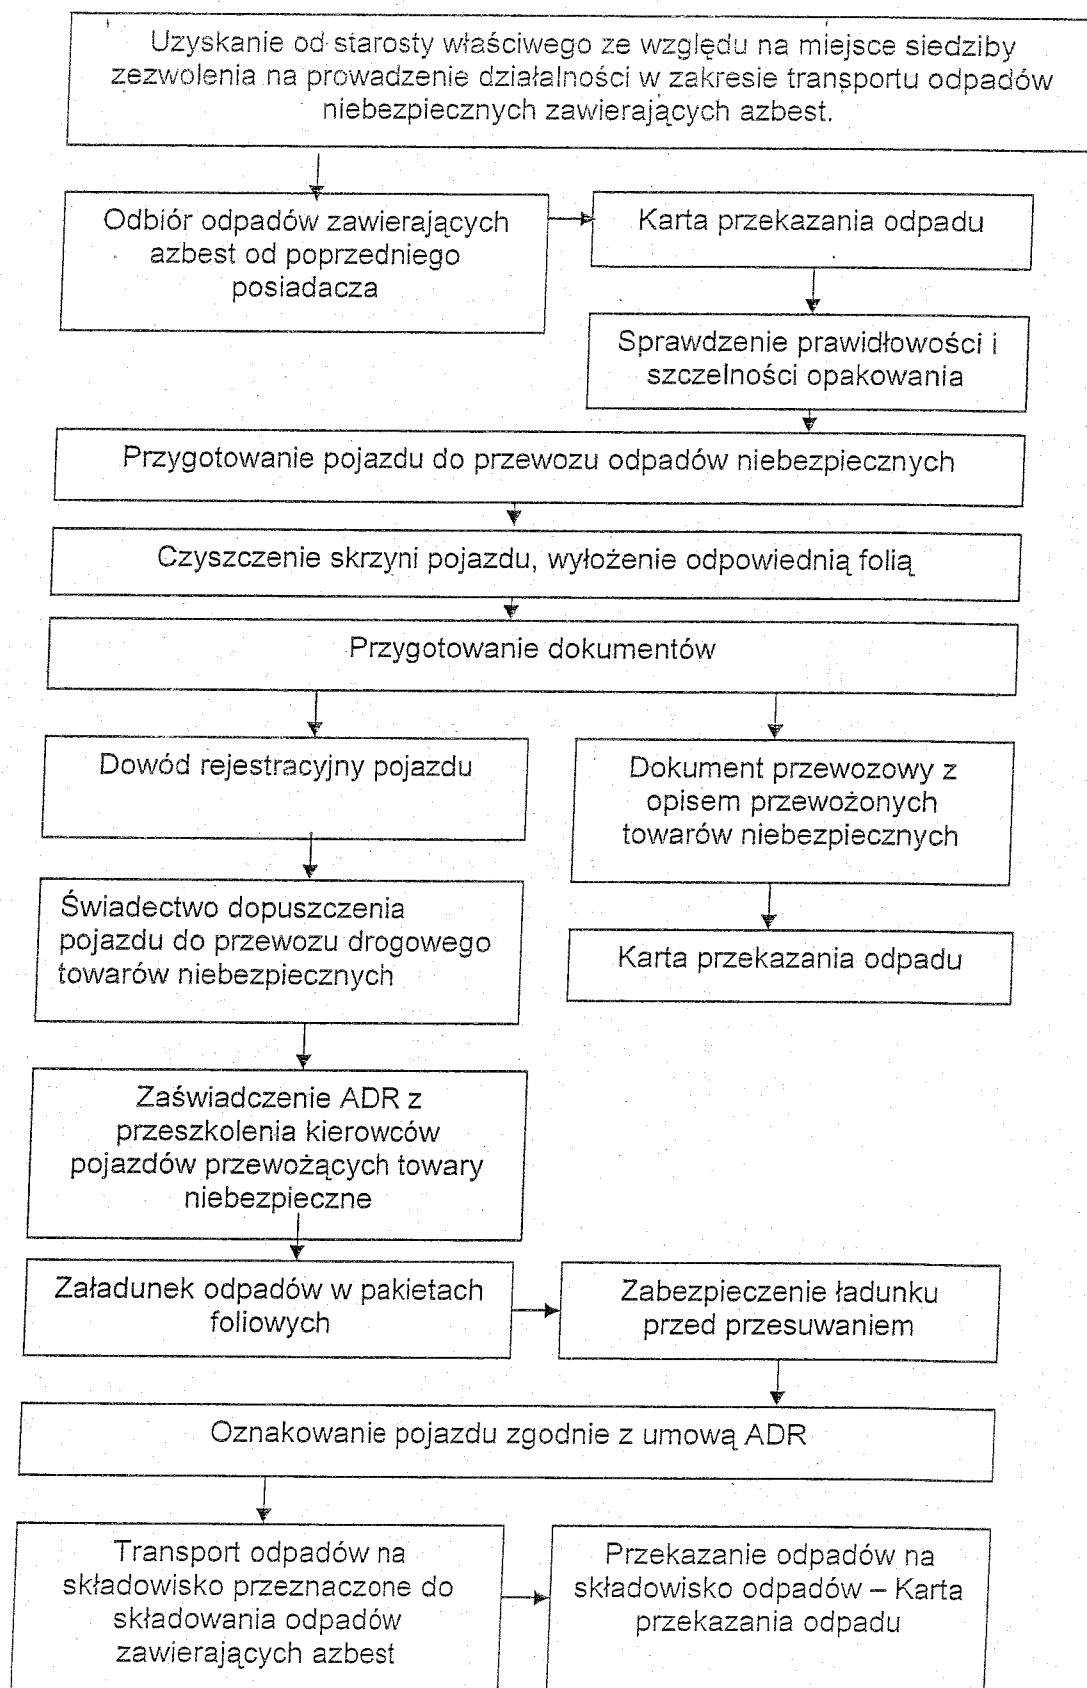 Uzyskanie od starosty właściwego ze względu na miejsce siedziby
zezwolenia na prowadzenie działalności w zakresie transportu odpadów
niebezpiecznych zawierających azbest.
Odbiór odpadów zawierających
azbest od poprzedniego
posiadacza
Karta przekazania odpadu
Sprawdzenie prawidłowości i
szczelności opakowania
Przygotowanie pojazdu do przewozu odpadów niebezpiecznych
Czyszczenie skrzyni pojazdu, wyłożenie odpowiednią folią
Przygotowanie dokumentów
Dowód rejestracyjny pojazdu
Świadectwo dopuszczenia
pojazdu do przewozu drogowego
towarów niebezpiecznych
Zaświadczenie ADR z
przeszkolenia kierowców
pojazdów przewożących towary
niebezpieczne
Dokument przewozowy z
opisem przewożonych
towarów niebezpiecznych
Karta przekazania odpadu
Załadunek odpadów w pakietach
foliowych
Zabezpieczenie ładunku
przed przesuwaniem
Oznakowanie pojazdu zgodnie z umową ADR
Transport odpadów na
składowisko przeznaczone do
składowania odpadów
zawierających azbest
Przekazanie odpadów na
składowisko odpadów – Karta
przekazania odpadu